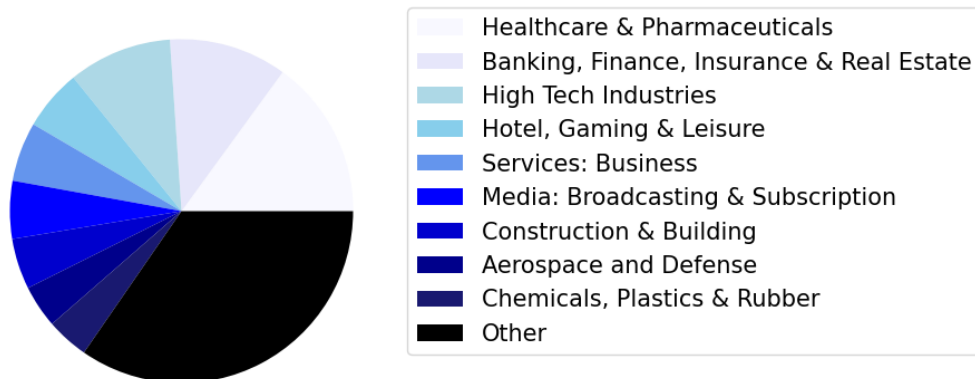 Healthcare & Pharmaceuticals
Banking, Finance, Insurance & Real Estate
High Tech Industries
Hotel, Gaming & Leisure
Services: Business
Media: Broadcasting & Subscription
Construction & Building
Aerospace and Defense
Chemicals, Plastics & Rubber
Other